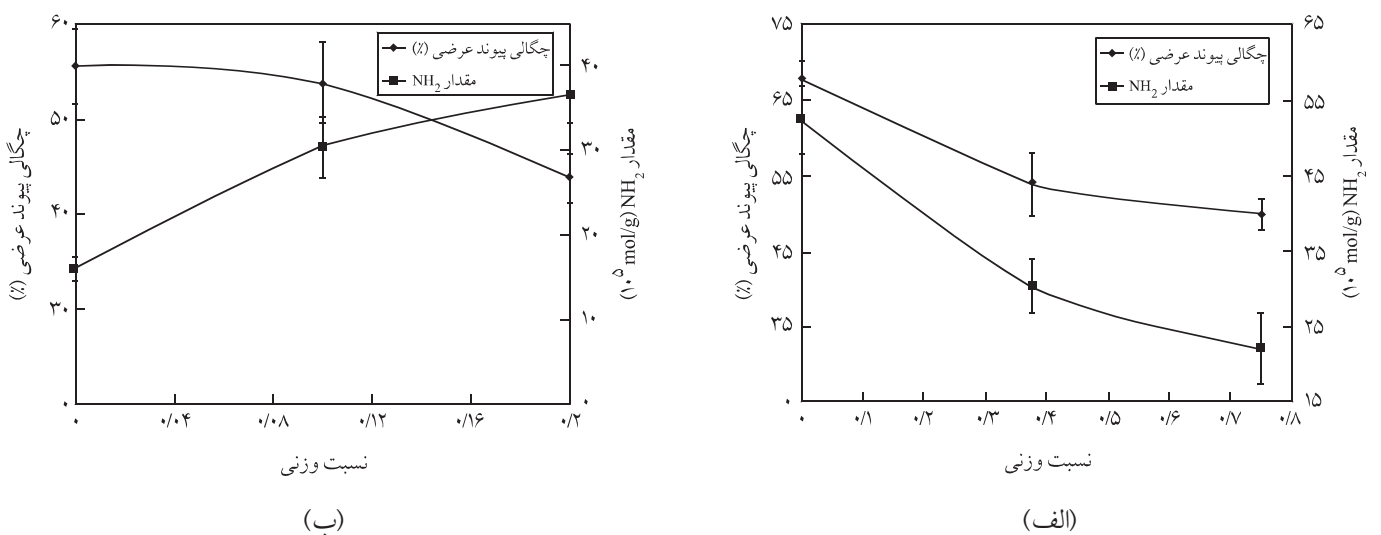 چگالی پیوند عرضی (٪)
مقدار NH2
۷۵
۶۵
۵۵
۴۵
۳۵
۰
۶۵
۵۵
۴۵
۳۵
۲۵
۱۵
چگالی پیوند عرضی (٪)
مقدار NH2 (۱۰^۵ mol/g)
۰ ۰/۱ ۰/۲ ۰/۳ ۰/۴ ۰/۵ ۰/۶ ۰/۷ ۰/۸
نسبت وزنی
(الف)
چگالی پیوند عرضی (٪)
مقدار NH2
۶۰
۵۰
۴۰
۳۰
۰
۴۰
۳۰
۲۰
۱۰
۰
چگالی پیوند عرضی (٪)
مقدار NH2 (۱۰^۵ mol/g)
۰ ۰/۰۴ ۰/۰۸ ۰/۱۲ ۰/۱۶ ۰/۲
نسبت وزنی
(ب)